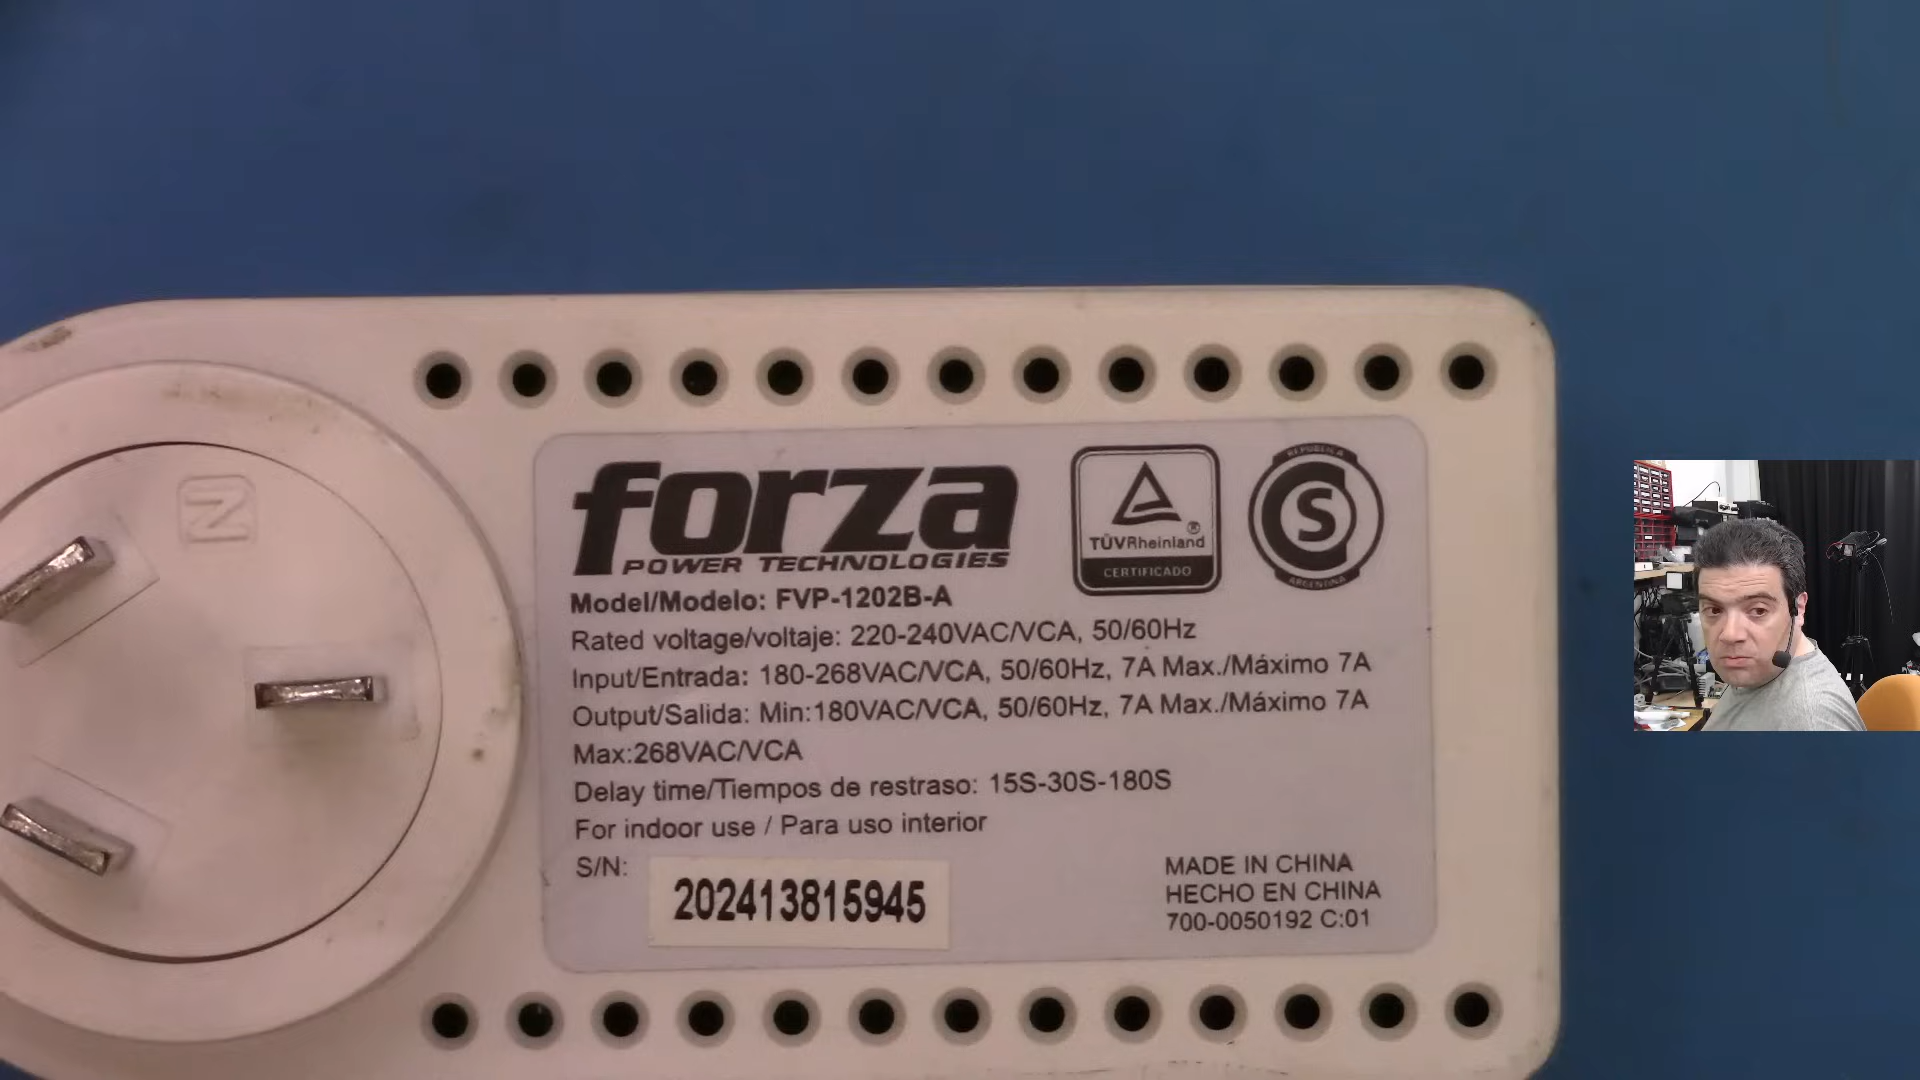 N
forza
POWER TECHNOLOGIES
TÜVRheinland®
CERTIFICADO
REPUBLICA
S
ARGENTINA
Model/Modelo: FVP-1202B-A
Rated voltage/voltaje: 220-240VAC/VCA, 50/60Hz
Input/Entrada: 180-268VAC/VCA, 50/60Hz, 7A Max./Máximo 7A
Output/Salida: Min:180VAC/VCA, 50/60Hz, 7A Max./Máximo 7A
Max:268VAC/VCA
Delay time/Tiempos de restraso: 15S-30S-180S
For indoor use / Para uso interior
S/N:
202413815945
MADE IN CHINA
HECHO EN CHINA
700-0050192 C:01